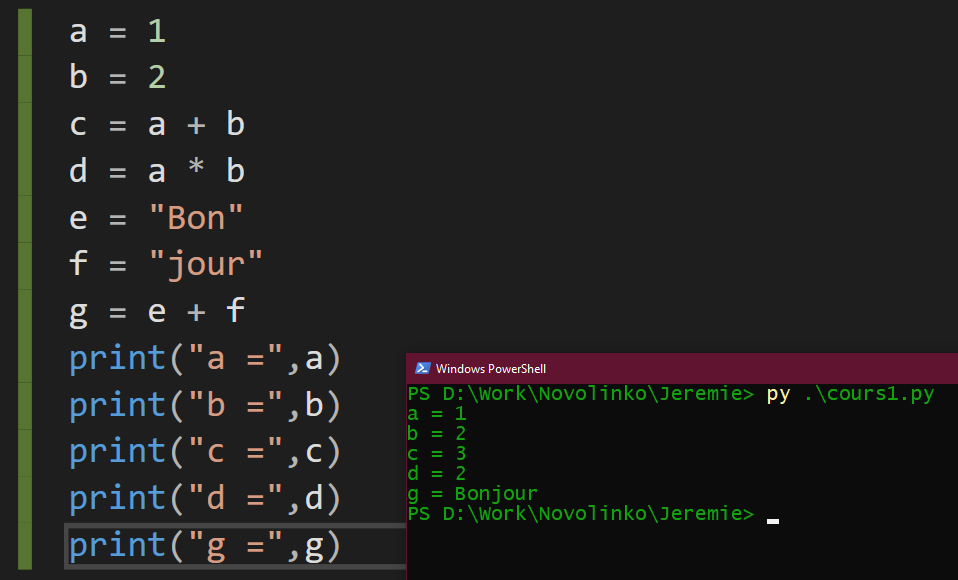 a = 1
b = 2
c = a + b
d = a * b
e = "Bon"
f = "jour"
g = e + f
print("a =",a)
print("b =",b)
print("c =",c)
print("d =",d)
print("g =",g)
Windows PowerShell
PS D:\Work\Novolinko\Jeremie> py .\cours1.py
a = 1
b = 2
c = 3
d = 2
g = Bonjour
PS D:\Work\Novolinko\Jeremie>